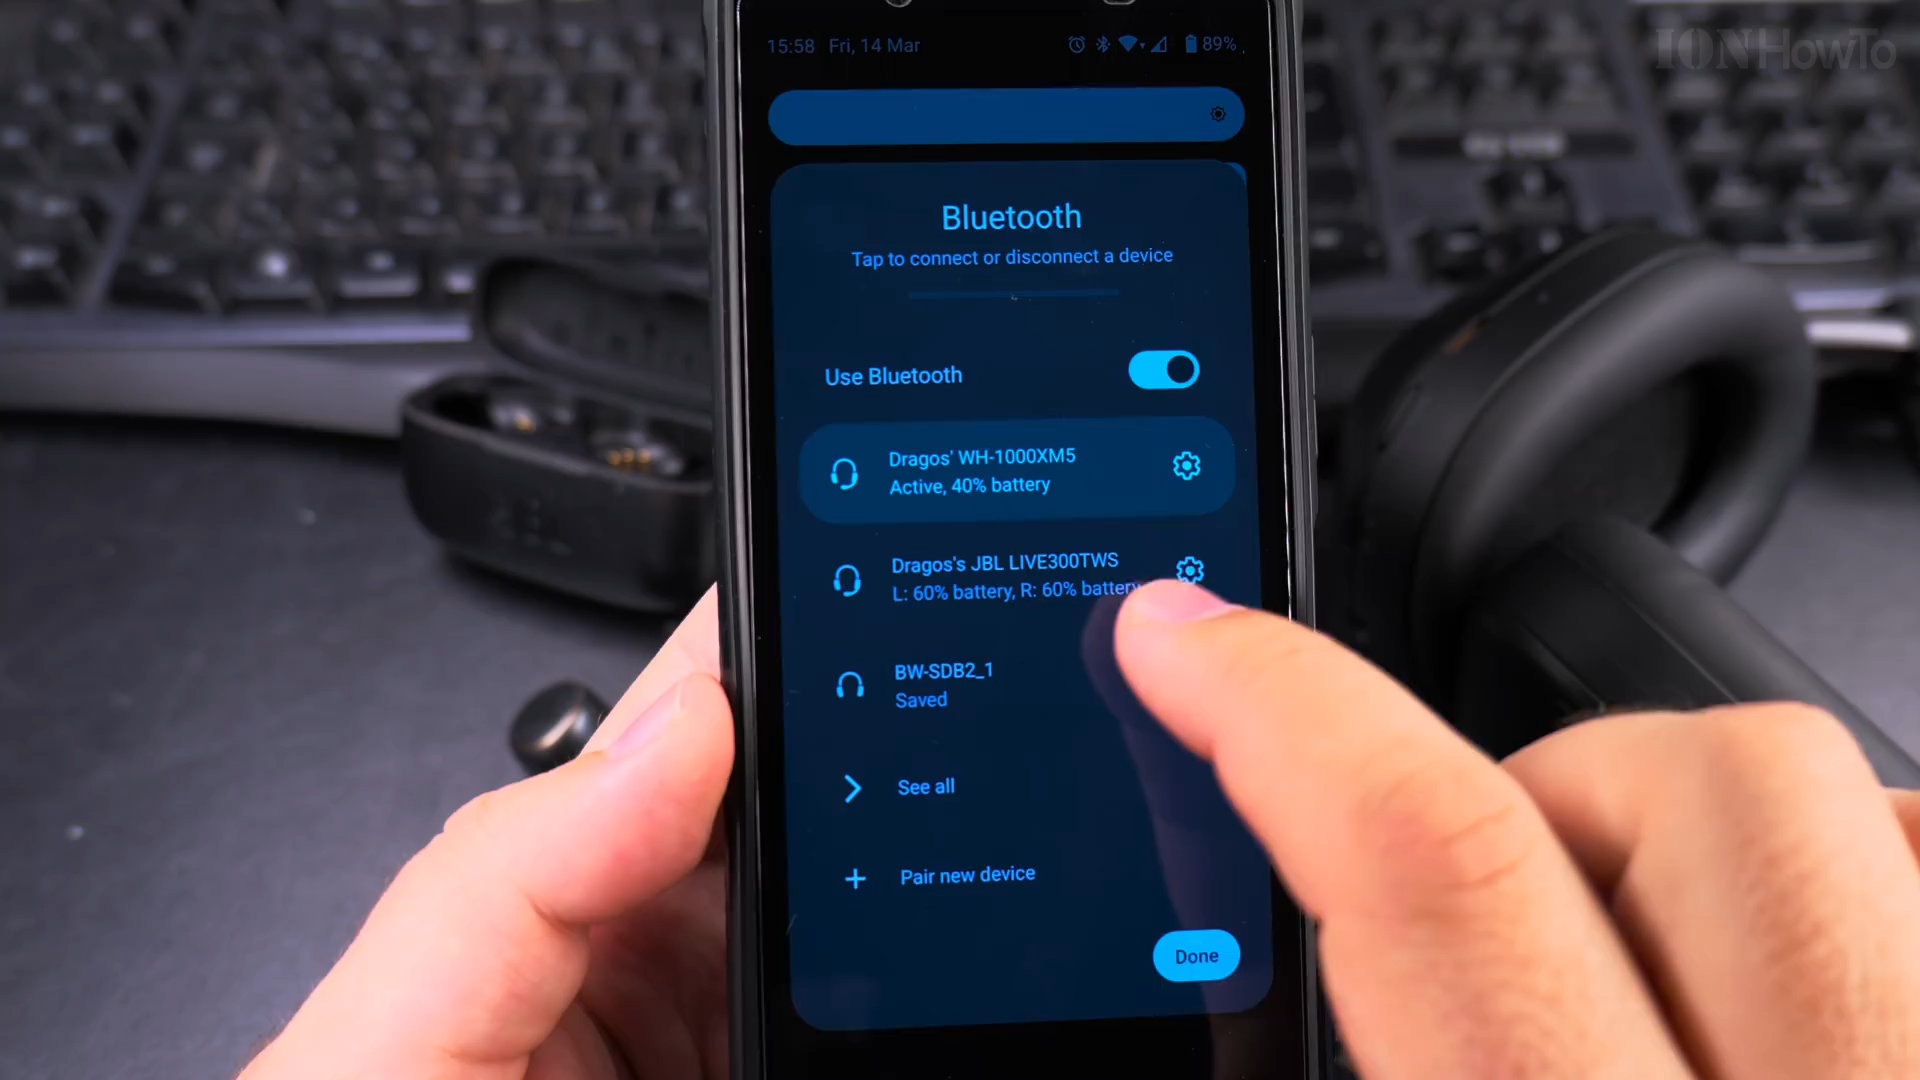 IONHowTo
15:58 Fri, 14 Mar
89%
Bluetooth
Tap to connect or disconnect a device
Use Bluetooth
Dragos' WH-1000XM5
Active, 40% battery
Dragos's JBL LIVE300TWS
L: 60% battery, R: 60% battery
BW-SDB2_1
Saved
See all
Pair new device
Done
JBL